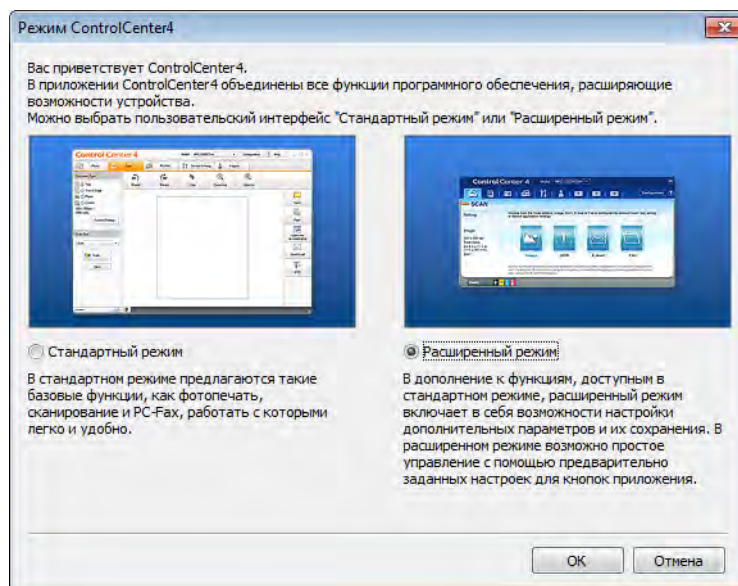 Режим ControlCenter4
Вас приветствует ControlCenter4.
В приложении ControlCenter4 объединены все функции программного обеспечения, расширяющие
возможности устройства.
Можно выбрать пользовательский интерфейс "Стандартный режим" или "Расширенный режим".
Control Center 4
Control Center 4
SCAN
Стандартный режим
В стандартном режиме предлагаются такие
базовые функции, как фотопечать,
сканирование и PC-Fax, работать с которыми
легко и удобно.
Расширенный режим
В дополнение к функциям, доступным в
стандартном режиме, расширенный режим
включает в себя возможности настройки
дополнительных параметров и их сохранения. В
расширенном режиме возможно простое
управление с помощью предварительно
заданных настроек для кнопок приложения.
OK
Отмена